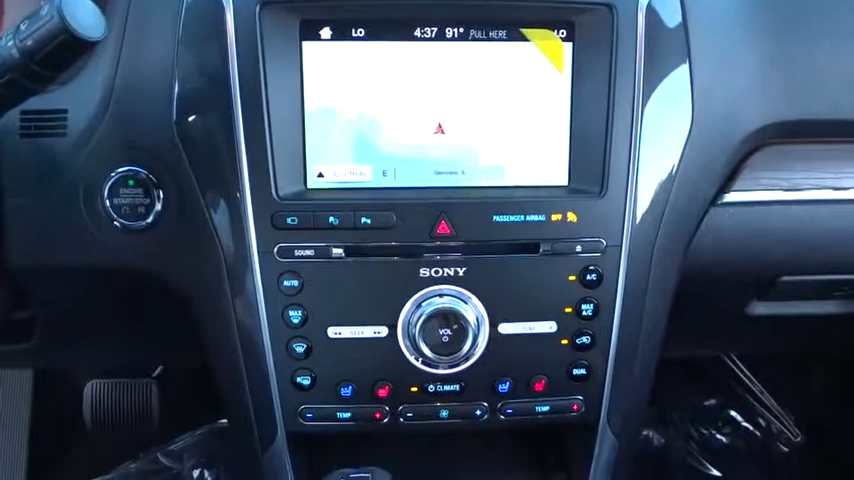 LO 4:37 91° PULL HERE LO
E
ENGINE
START/STOP
PASSENGER AIRBAG OFF
SOUND
SONY
AUTO
A/C
MAX
MAX
A/C
VOL
SEEK
TUNE
R
DUAL
CLIMATE
TEMP
TEMP